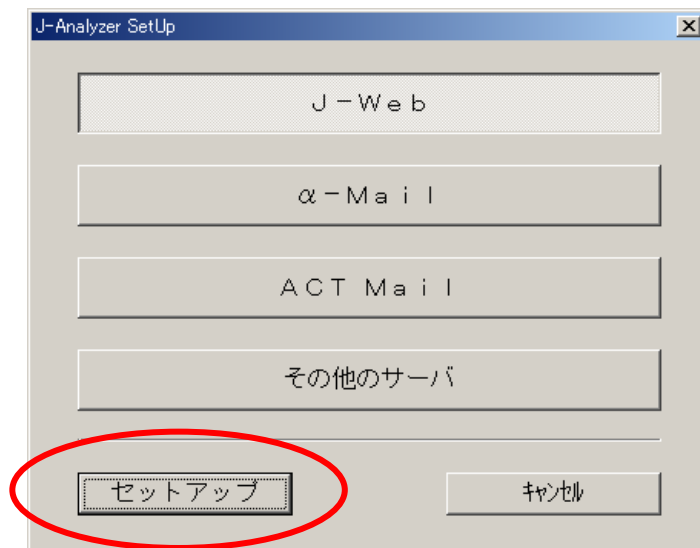 J-Analyzer SetUp
Ｊ－Ｗｅｂ
α－Ｍａｉｌ
ＡＣＴ Ｍａｉｌ
その他のサーバ
セットアップ ｷｬﾝｾﾙ